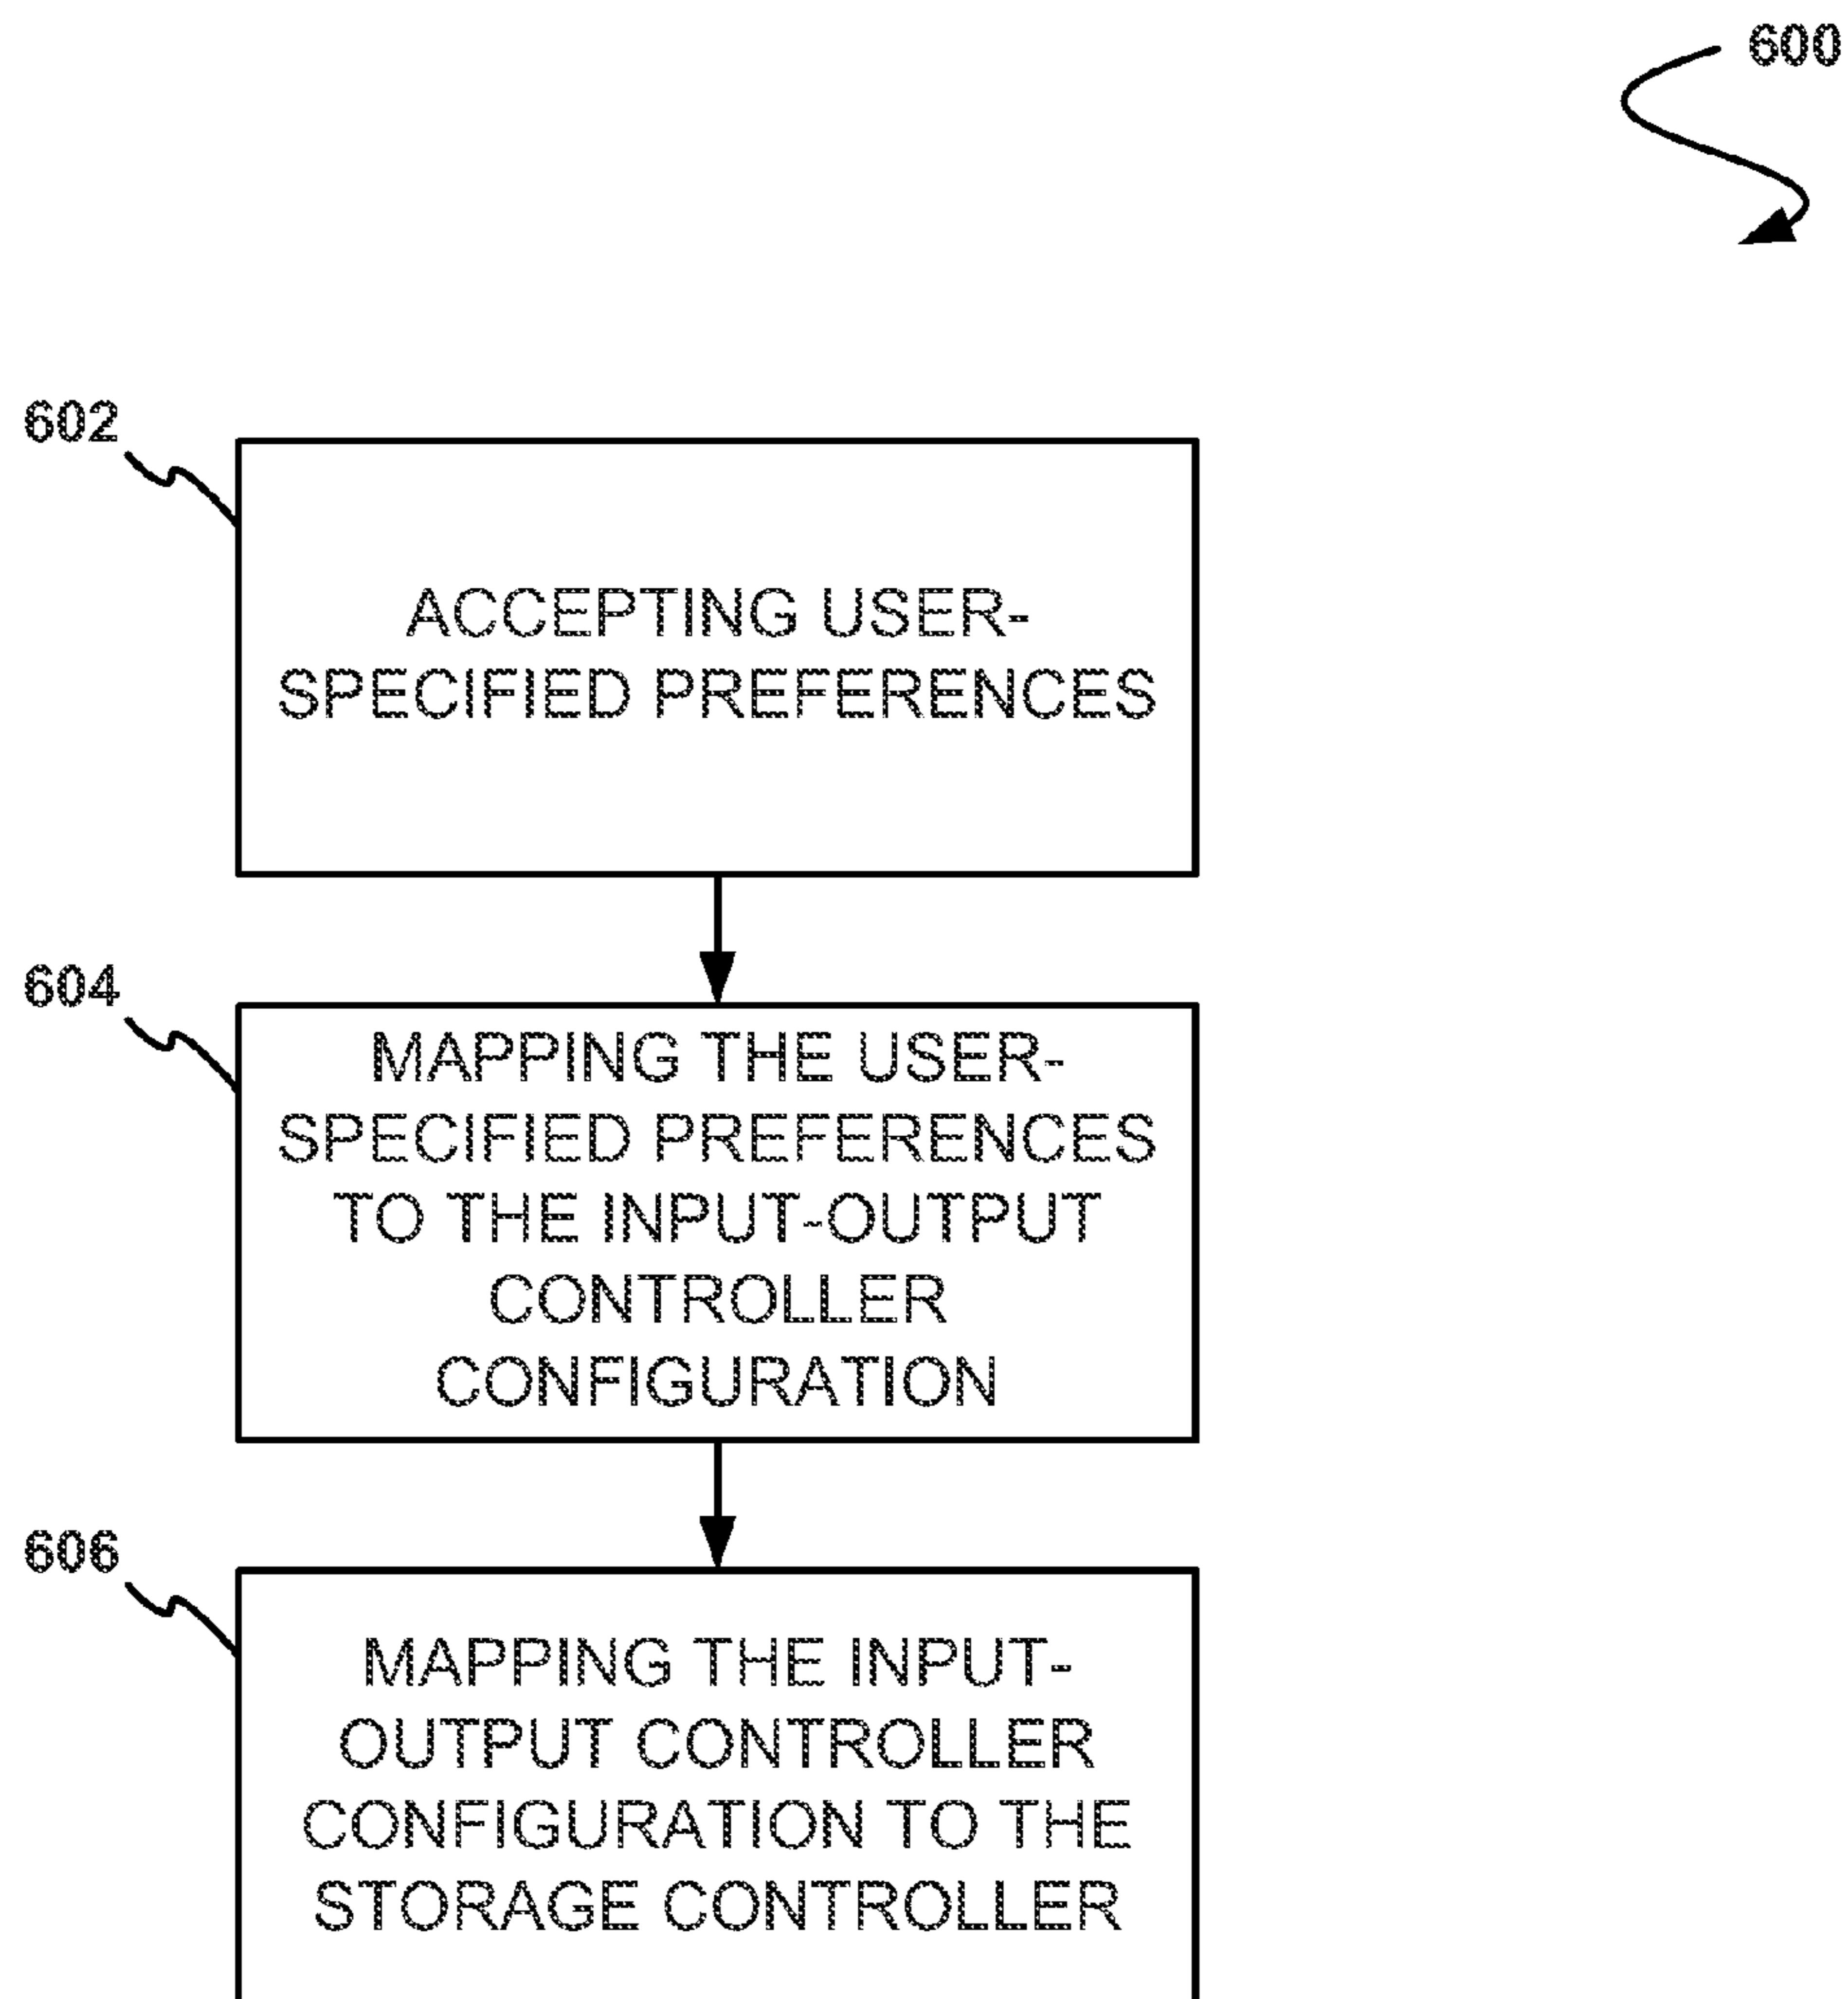 600
602
ACCEPTING USER-
SPECIFIED PREFERENCES
604
MAPPING THE USER-
SPECIFIED PREFERENCES
TO THE INPUT-OUTPUT
CONTROLLER
CONFIGURATION
606
MAPPING THE INPUT-
OUTPUT CONTROLLER
CONFIGURATION TO THE
STORAGE CONTROLLER